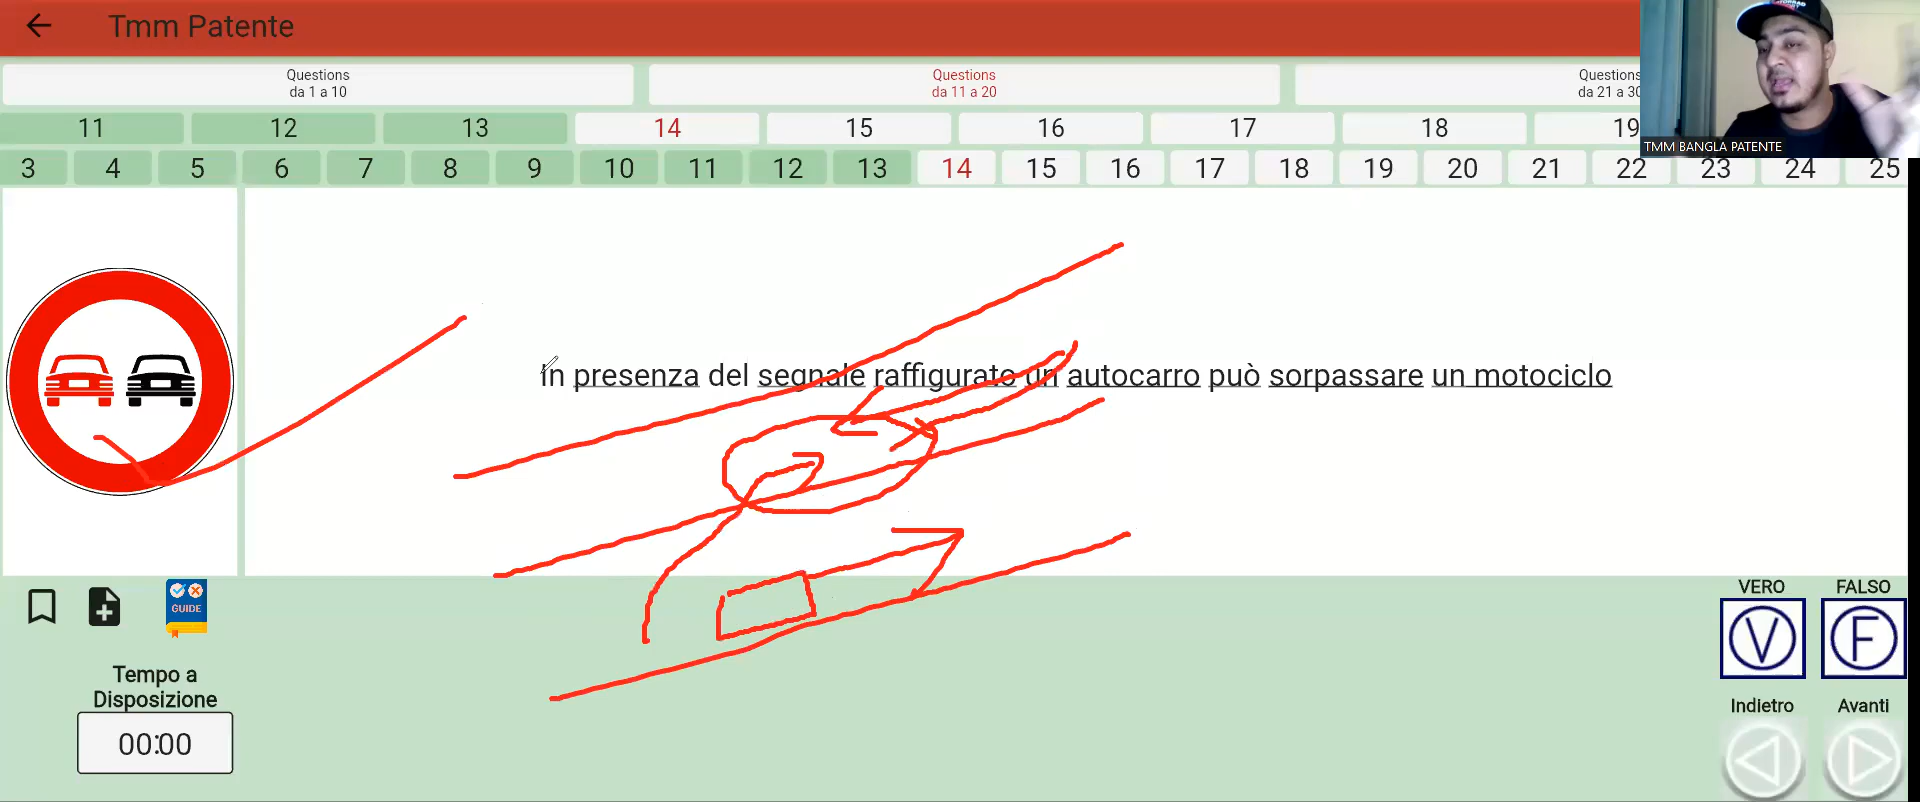 Tmm Patente
Questions
da 1 a 10
Questions
da 11 a 20
Questions
da 21 a 30
11 12 13 14 15 16 17 18 19
TMM BANGLA PATENTE
3 4 5 6 7 8 9 10 11 12 13 14 15 16 17 18 19 20 21 22 23 24 25
In presenza del segnale raffigurato un autocarro può sorpassare un motociclo
GUIDE
VERO FALSO
V F
Tempo a
Disposizione
00:00
Indietro Avanti